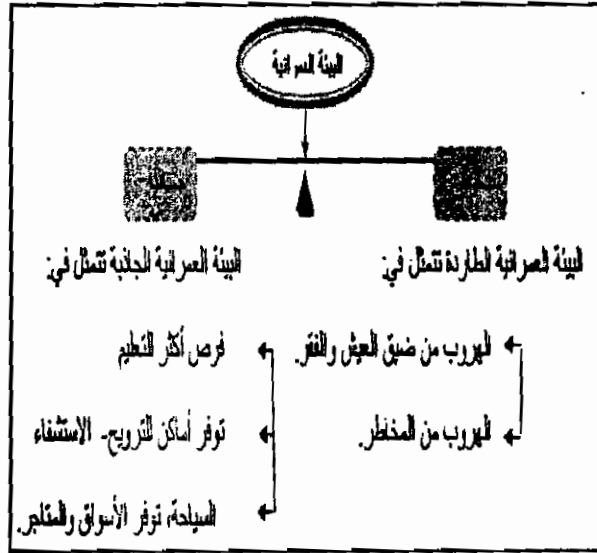 البيئة العمرانية
البيئة العمرانية الطاردة تتمثل في:
الهروب من ضيق العيش والفقر.
الهروب من المخاطر.
البيئة العمرانية الجاذبة تتمثل في:
فرص أكثر للتعليم
توفر أماكن للترويح- الاستشفاء
السياحة، توفر الأسواق والمتاجر.